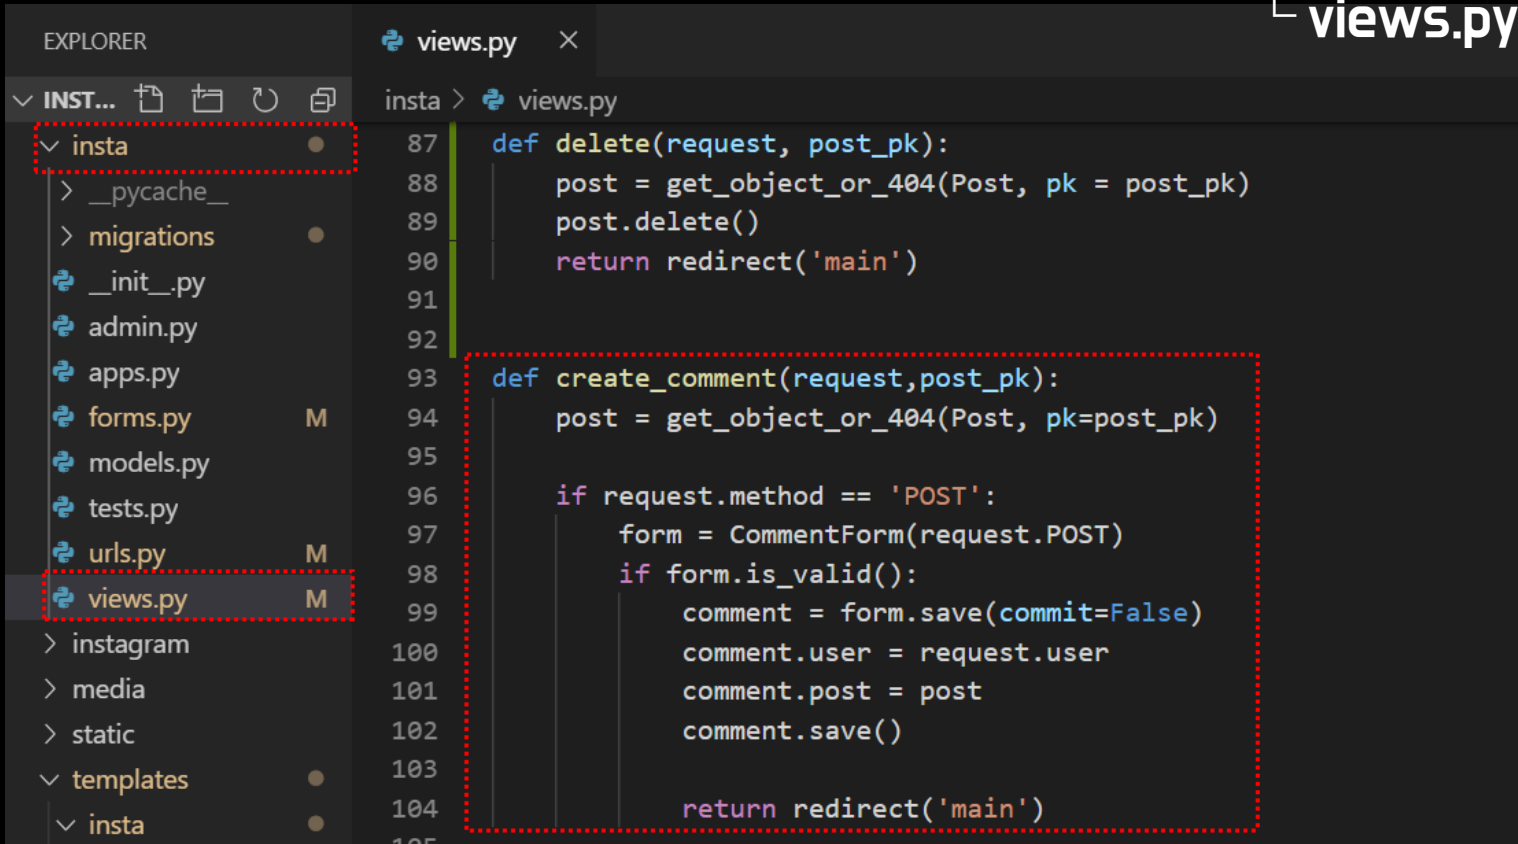 views.py
EXPLORER
views.py
INST...
insta > views.py
insta
__pycache__
migrations
__init__.py
admin.py
apps.py
forms.py M
models.py
tests.py
urls.py M
views.py M
instagram
media
static
templates
insta
87 def delete(request, post_pk):
88 post = get_object_or_404(Post, pk = post_pk)
89 post.delete()
90 return redirect('main')
91
92
93 def create_comment(request,post_pk):
94 post = get_object_or_404(Post, pk=post_pk)
95
96 if request.method == 'POST':
97 form = CommentForm(request.POST)
98 if form.is_valid():
99 comment = form.save(commit=False)
100 comment.user = request.user
101 comment.post = post
102 comment.save()
103
104 return redirect('main')